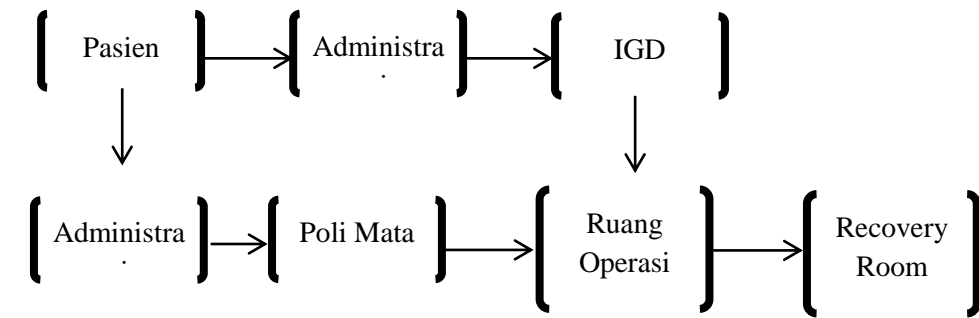 Pasien
Administra
.
IGD
Administra
.
Poli Mata
Ruang
Operasi
Recovery
Room